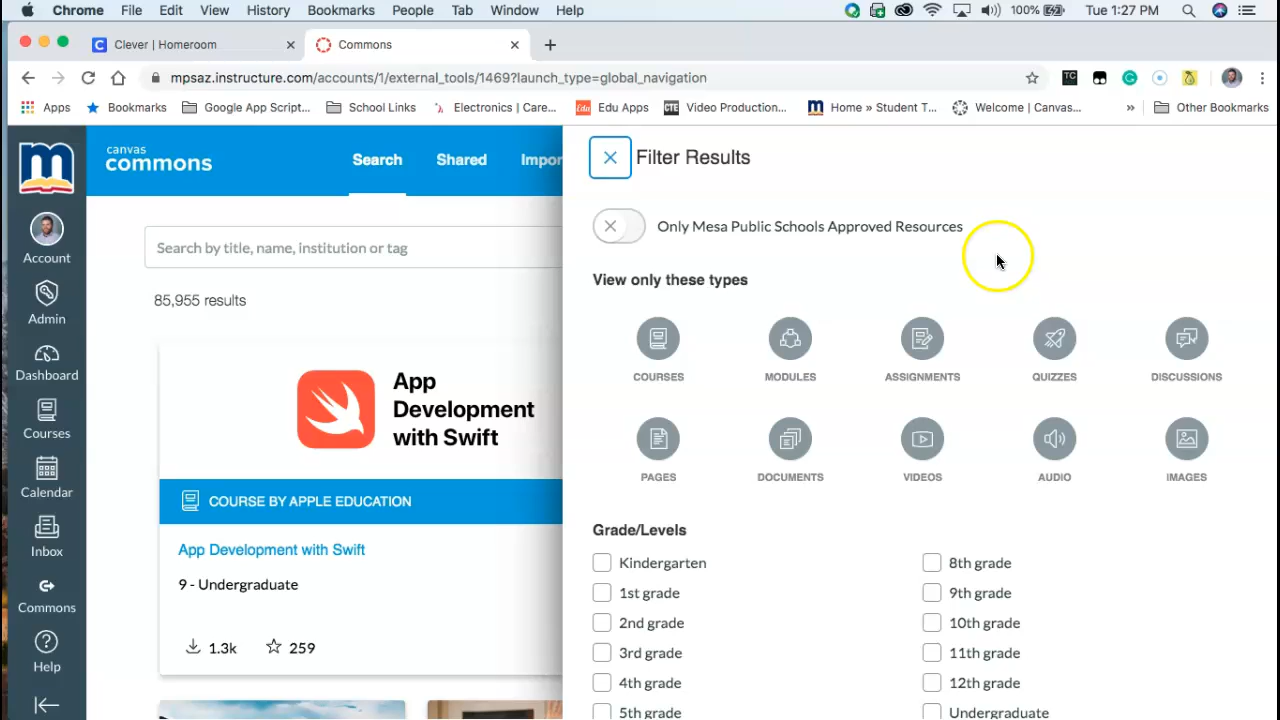 Chrome File Edit View History Bookmarks People Tab Window Help 100% Tue 1:27 PM
Clever | Homeroom
Commons
mpsaz.instructure.com/accounts/1/external_tools/1469?launch_type=global_navigation
TC
Apps Bookmarks Google App Script... School Links Electronics | Care... Edu Apps Video Production... Home » Student T... Welcome | Canvas... » Other Bookmarks
canvas
commons
Search Shared Impor
Filter Results
Account
Admin
Dashboard
Courses
Calendar
Inbox
Commons
Help
Search by title, name, institution or tag
85,955 results
App
Development
with Swift
COURSE BY APPLE EDUCATION
App Development with Swift
9 - Undergraduate
1.3k 259
Only Mesa Public Schools Approved Resources
View only these types
COURSES MODULES ASSIGNMENTS QUIZZES DISCUSSIONS
PAGES DOCUMENTS VIDEOS AUDIO IMAGES
Grade/Levels
Kindergarten 8th grade
1st grade 9th grade
2nd grade 10th grade
3rd grade 11th grade
4th grade 12th grade
5th grade Undergraduate